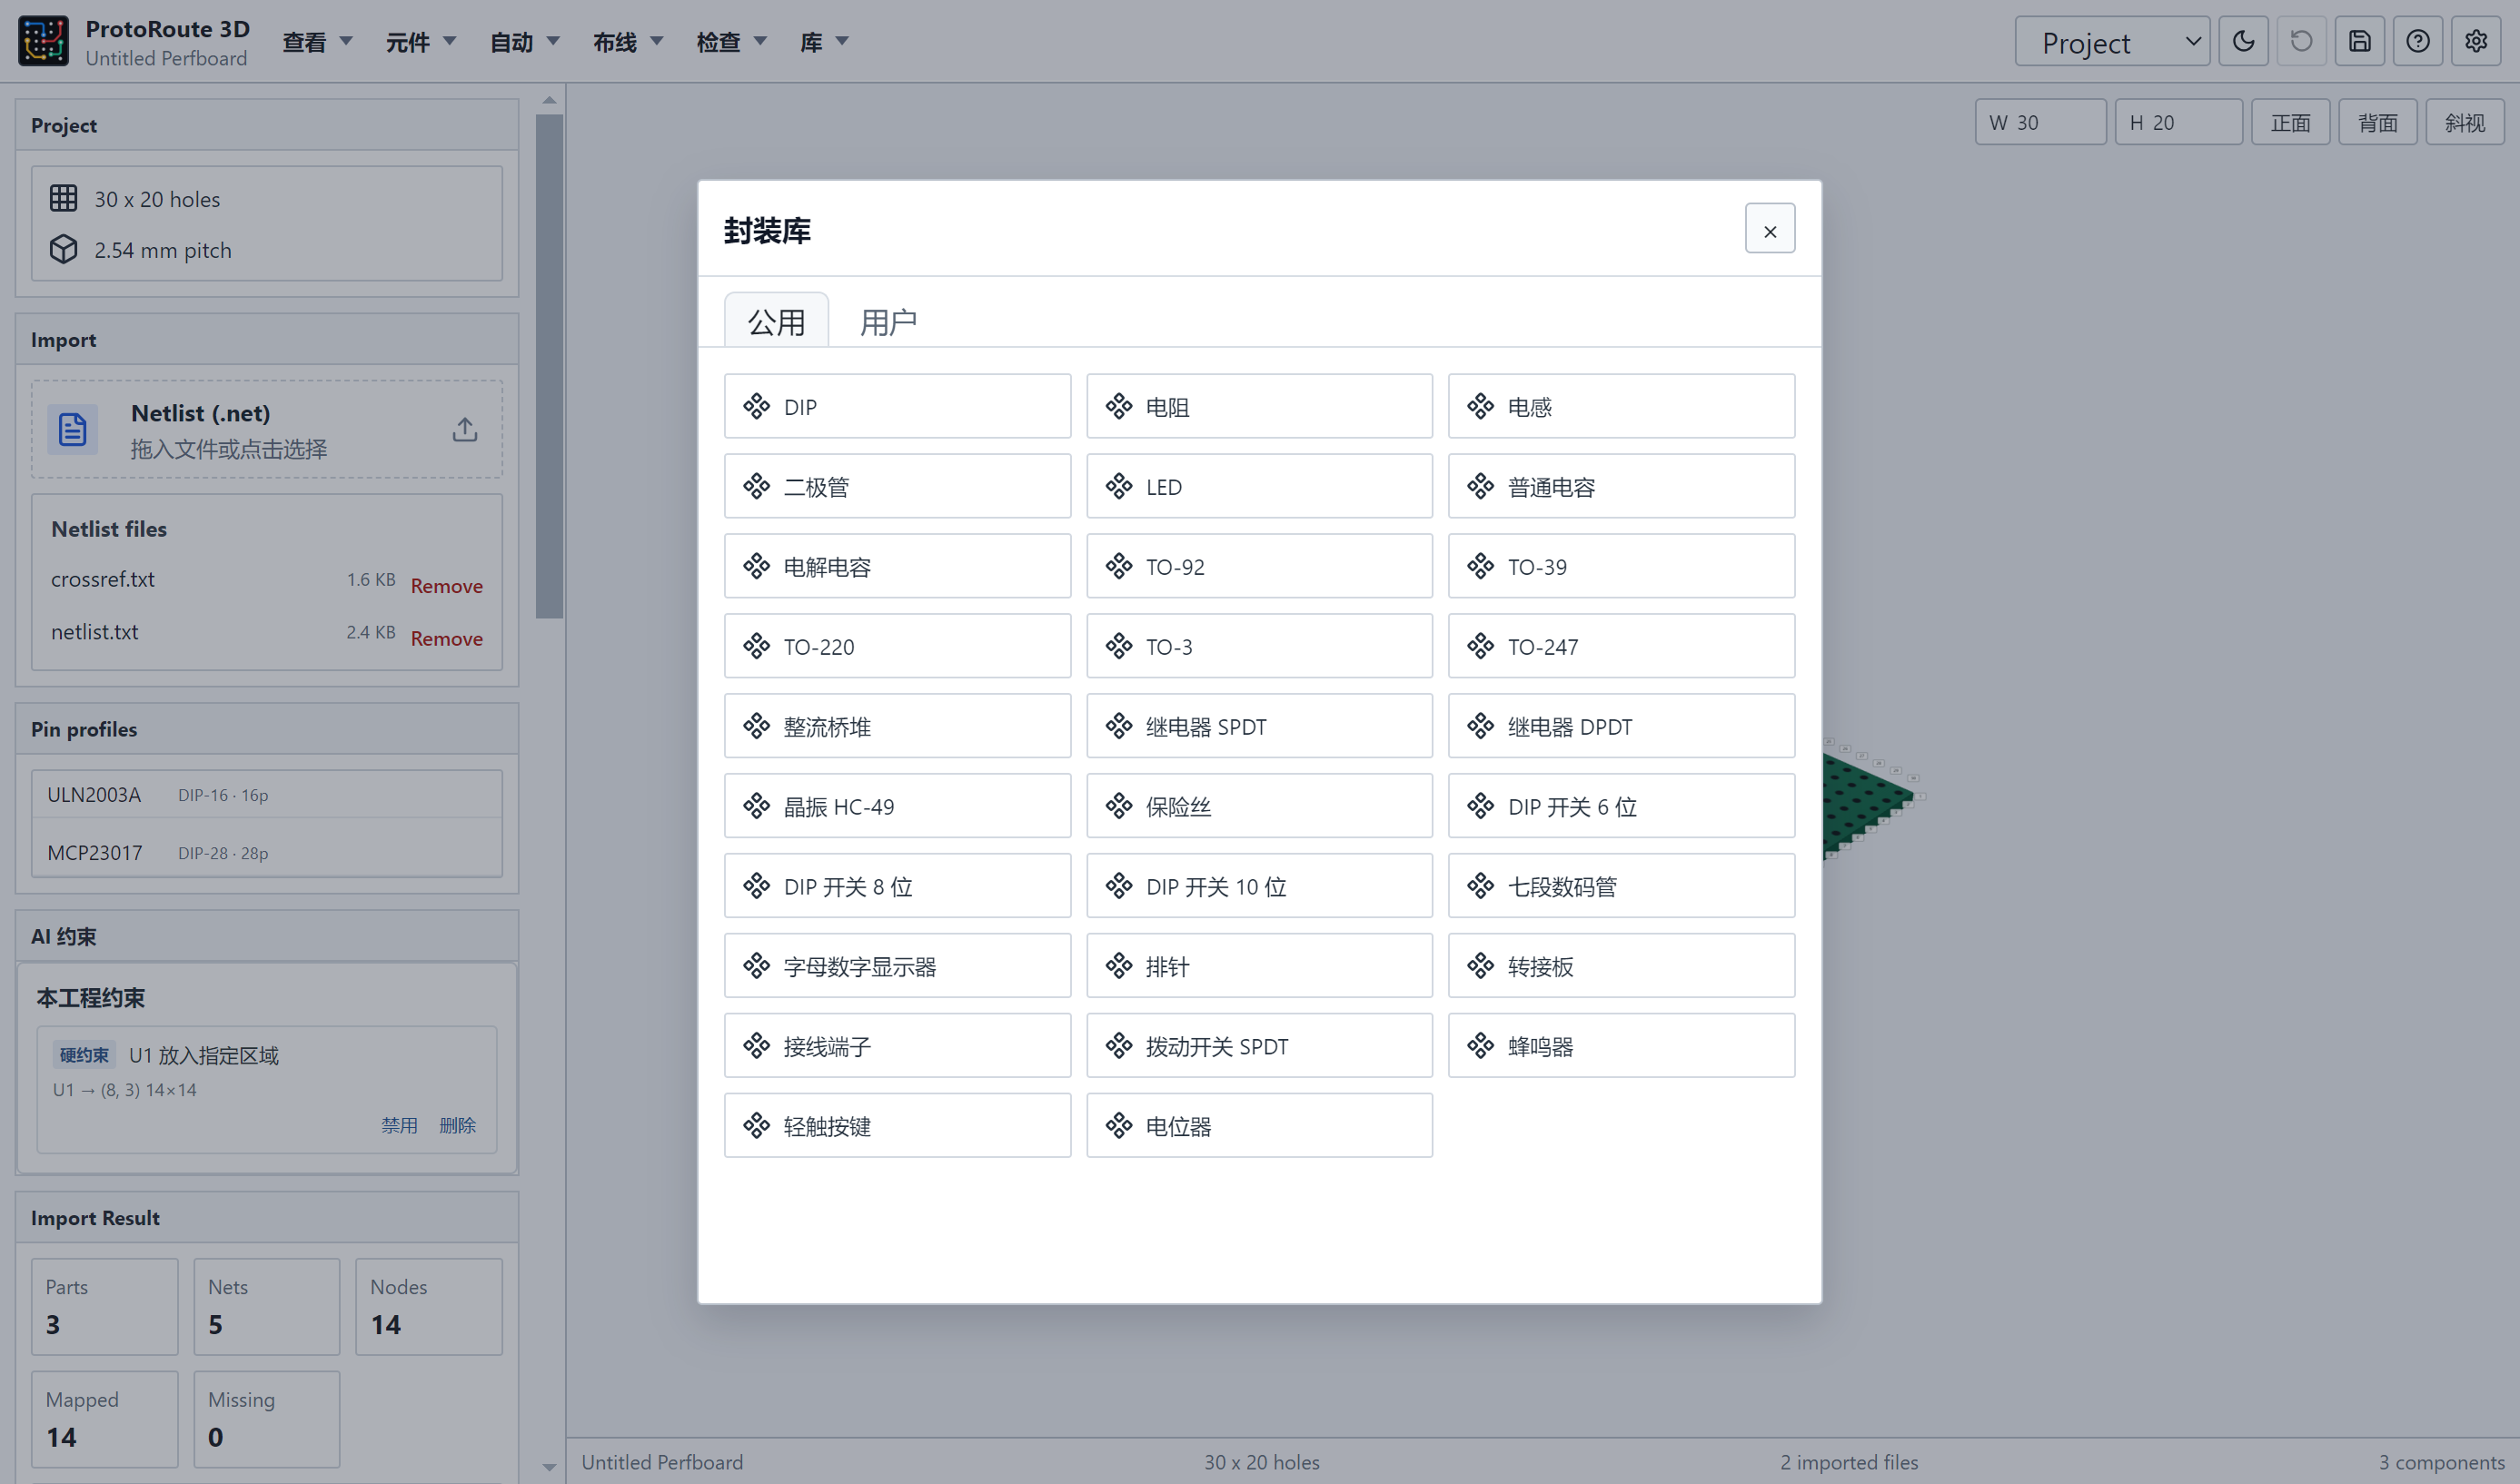 ProtoRoute 3D
Untitled Perfboard
查看
元件
自动
布线
检查
库
Project
W 30
H 20
正面
背面
斜视
Project
30 x 20 holes
2.54 mm pitch
Import
Netlist (.net)
拖入文件或点击选择
Netlist files
crossref.txt 1.6 KB Remove
netlist.txt 2.4 KB Remove
Pin profiles
ULN2003A DIP-16 · 16p
MCP23017 DIP-28 · 28p
AI 约束
本工程约束
硬约束 U1 放入指定区域
U1 → (8, 3) 14×14
禁用 删除
Import Result
Parts
3
Nets
5
Nodes
14
Mapped
14
Missing
0
封装库
×
公用
用户
DIP
电阻
电感
二极管
LED
普通电容
电解电容
TO-92
TO-39
TO-220
TO-3
TO-247
整流桥堆
继电器 SPDT
继电器 DPDT
晶振 HC-49
保险丝
DIP 开关 6 位
DIP 开关 8 位
DIP 开关 10 位
七段数码管
字母数字显示器
排针
转接板
接线端子
拨动开关 SPDT
蜂鸣器
轻触按键
电位器
Untitled Perfboard
30 x 20 holes
2 imported files
3 components